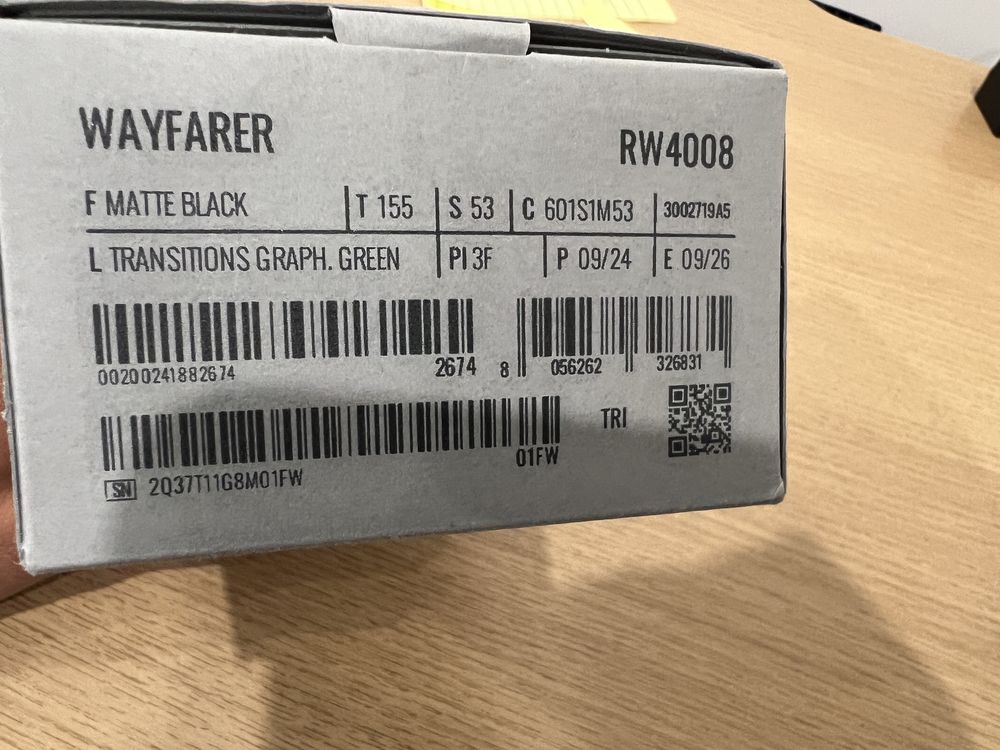 WAYFARER
RW4008
F MATTE BLACK T 155 S 53 C 601S1M53 3002719A5
L TRANSITIONS GRAPH. GREEN PI 3F P 09/24 E 09/26
00200241882674 2674 8 056262 326831
TRI
01FW
SN 2Q37T11G8M01FW